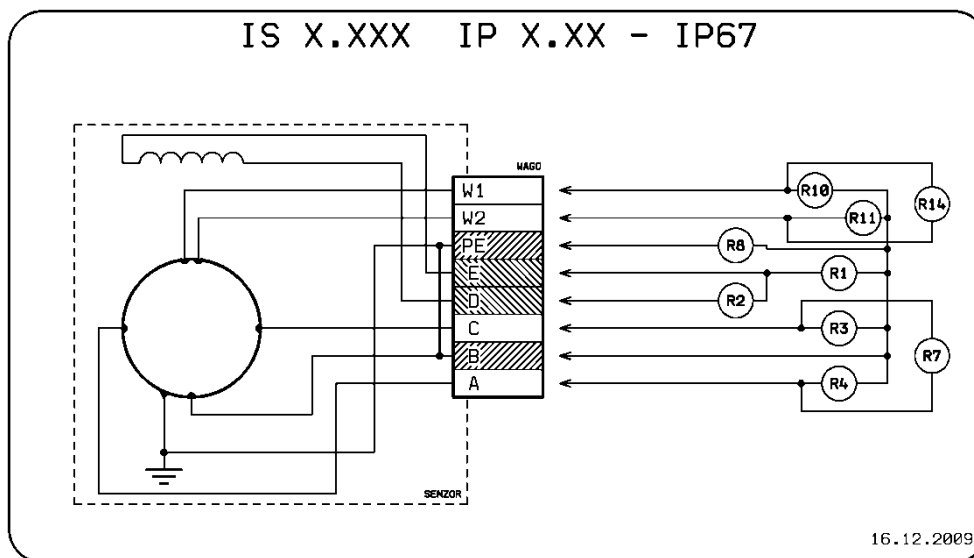 IS X.XXX IP X.XX - IP67
WAGO
W1
W2
PE
E
D
C
B
A
R10
R14
R11
R8
R1
R2
R3
R7
R4
SENZOR
16.12.2009